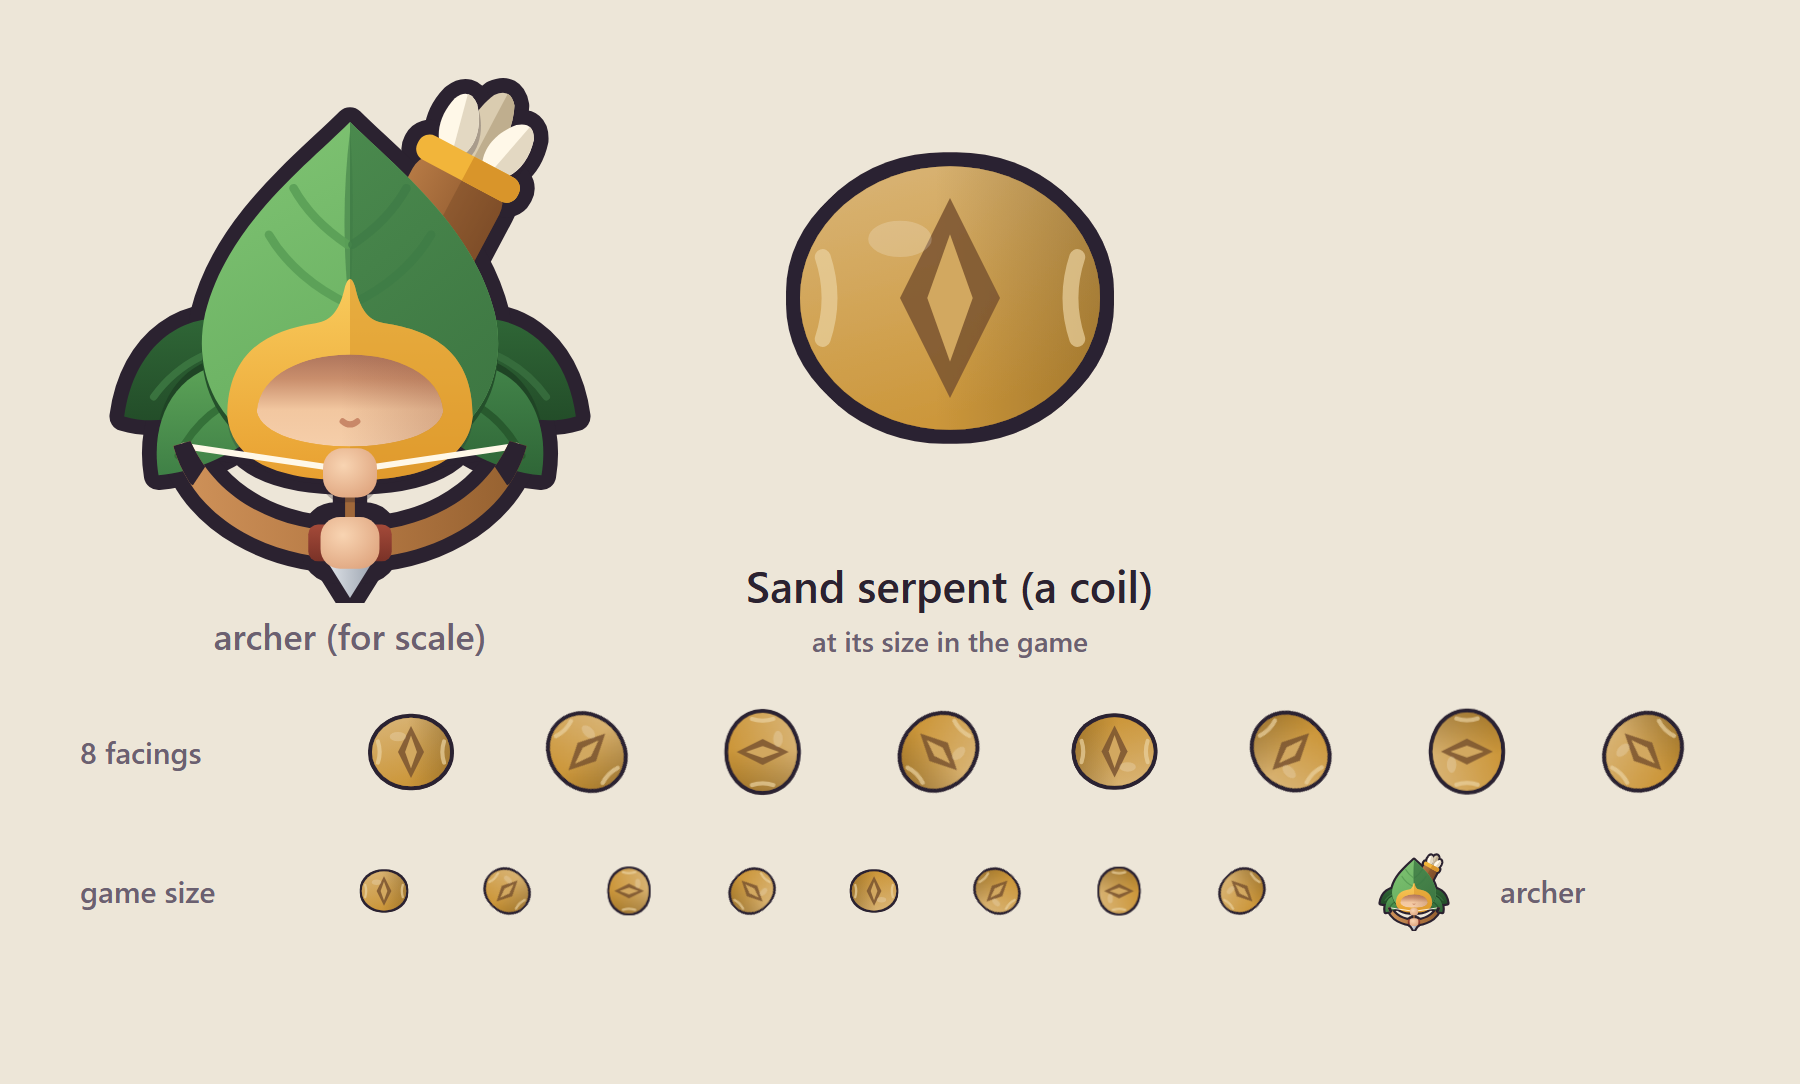 archer (for scale)
Sand serpent (a coil)
at its size in the game
8 facings
game size
archer